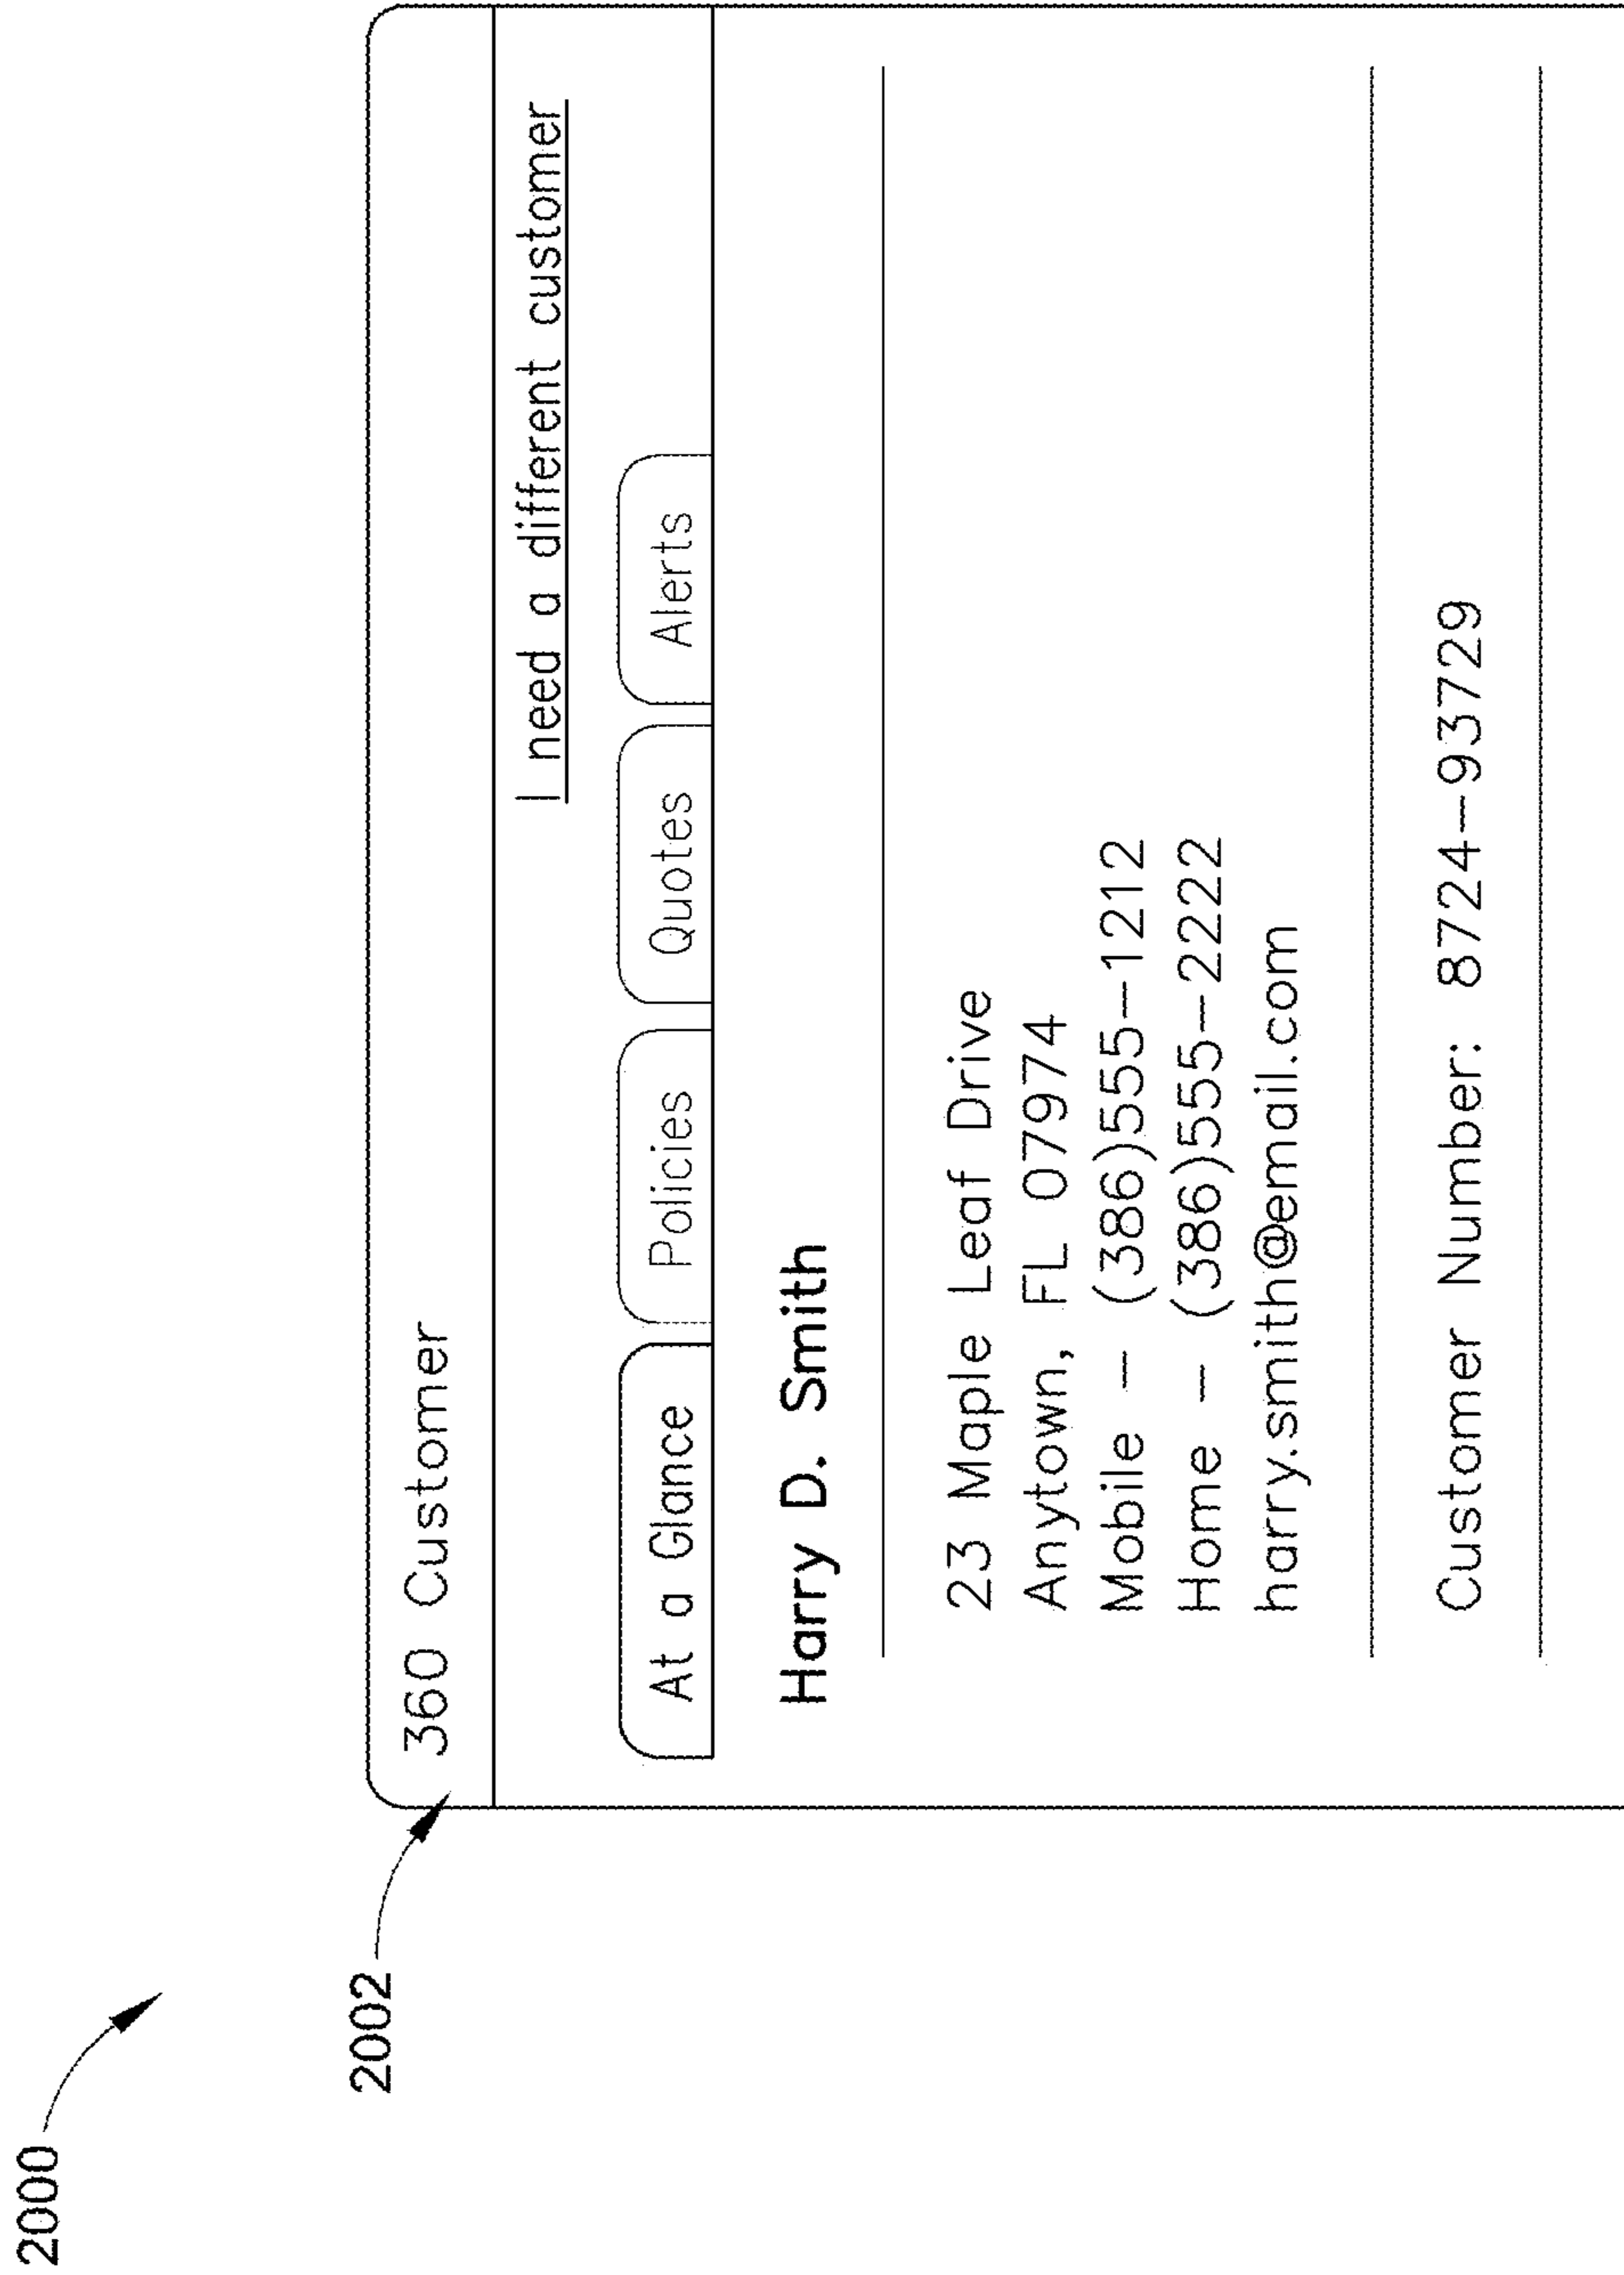 2000
2002
360 Customer
I need a different customer
At a Glance Policies Quotes Alerts
Harry D. Smith
23 Maple Leaf Drive
Anytown, FL 07974
Mobile - (386)555-1212
Home - (386)555-2222
harry.smith@email.com
Customer Number: 8724-93729